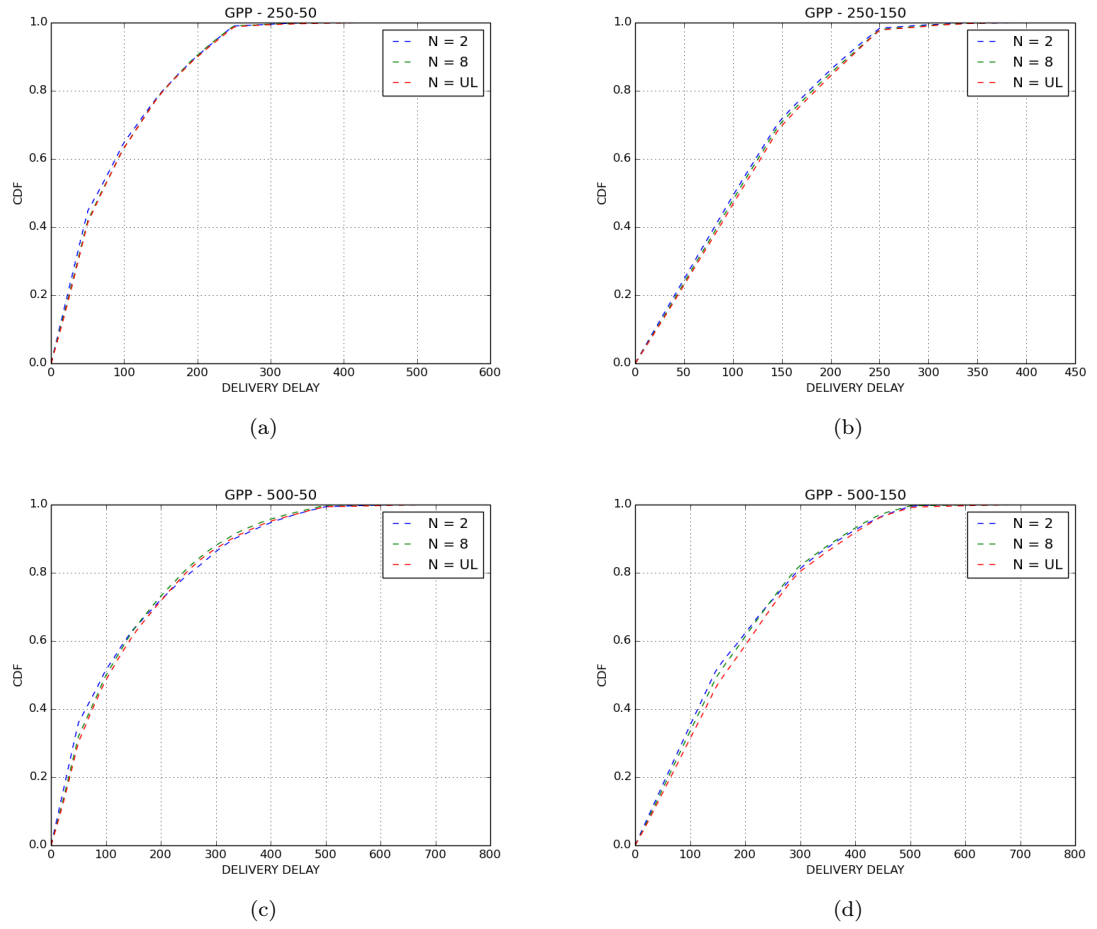 GPP - 250-50
1.0
0.8
0.6
0.4
0.2
0.0
CDF
N = 2
N = 8
N = UL
0 100 200 300 400 500 600
DELIVERY DELAY
(a)
GPP - 250-150
1.0
0.8
0.6
0.4
0.2
0.0
CDF
N = 2
N = 8
N = UL
0 50 100 150 200 250 300 350 400 450
DELIVERY DELAY
(b)
GPP - 500-50
1.0
0.8
0.6
0.4
0.2
0.0
CDF
N = 2
N = 8
N = UL
0 100 200 300 400 500 600 700 800
DELIVERY DELAY
(c)
GPP - 500-150
1.0
0.8
0.6
0.4
0.2
0.0
CDF
N = 2
N = 8
N = UL
0 100 200 300 400 500 600 700 800
DELIVERY DELAY
(d)